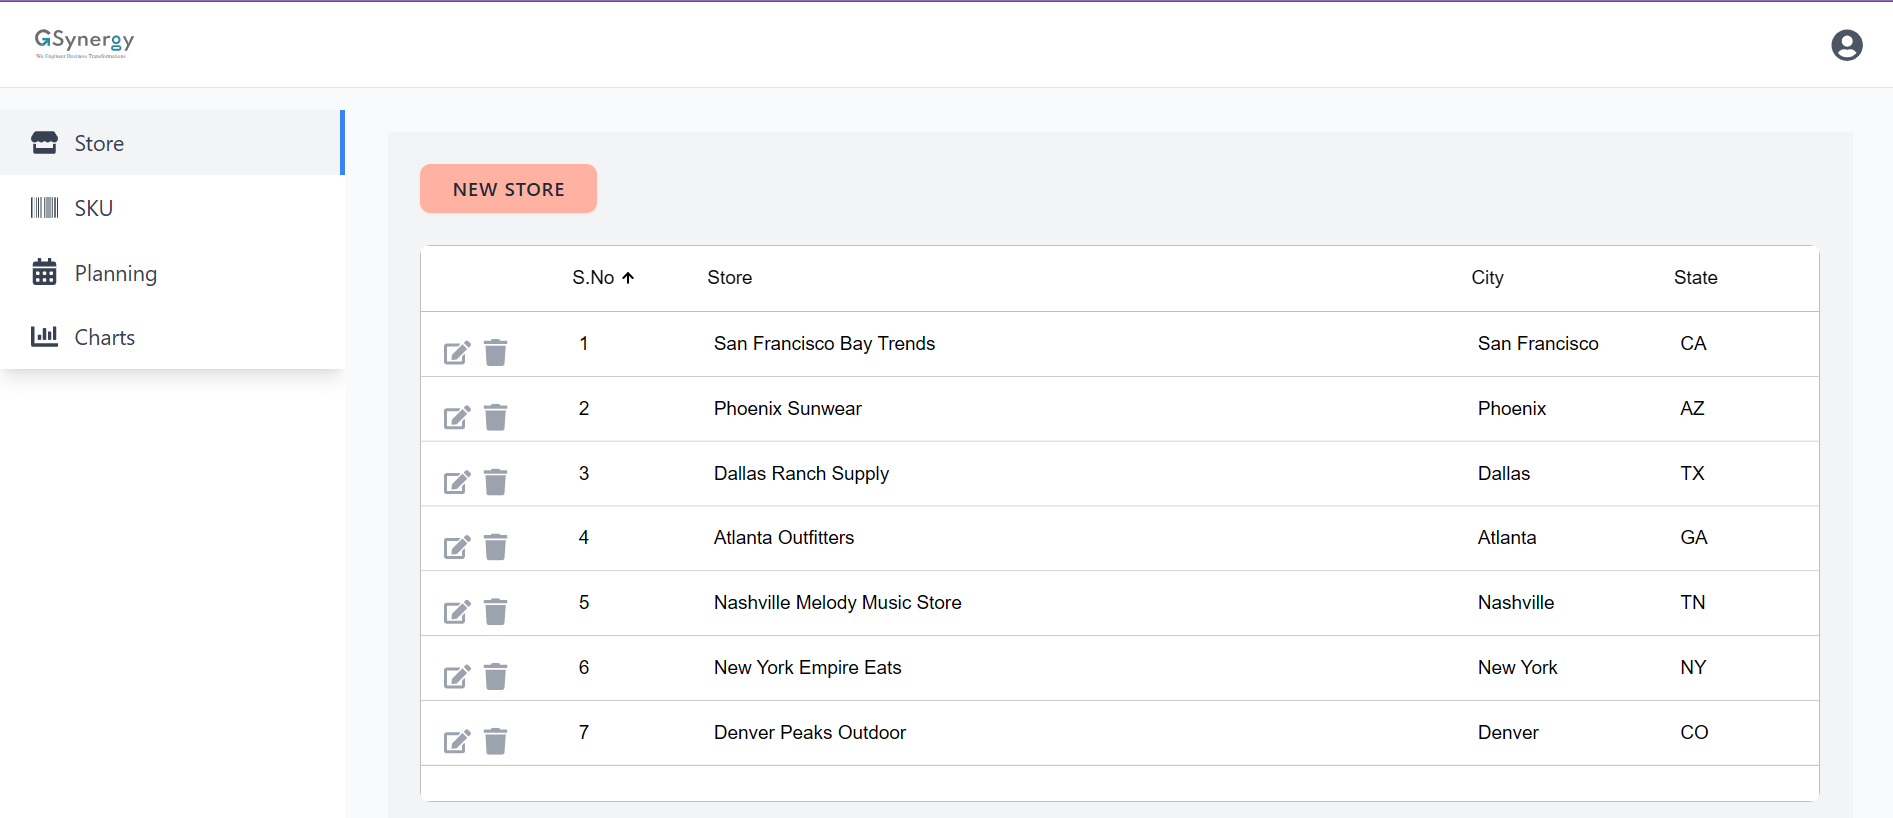 GSynergy
We Engineer Business Transformations
Store
SKU
Planning
Charts
NEW STORE
S.No Store City State
1 San Francisco Bay Trends San Francisco CA
2 Phoenix Sunwear Phoenix AZ
3 Dallas Ranch Supply Dallas TX
4 Atlanta Outfitters Atlanta GA
5 Nashville Melody Music Store Nashville TN
6 New York Empire Eats New York NY
7 Denver Peaks Outdoor Denver CO